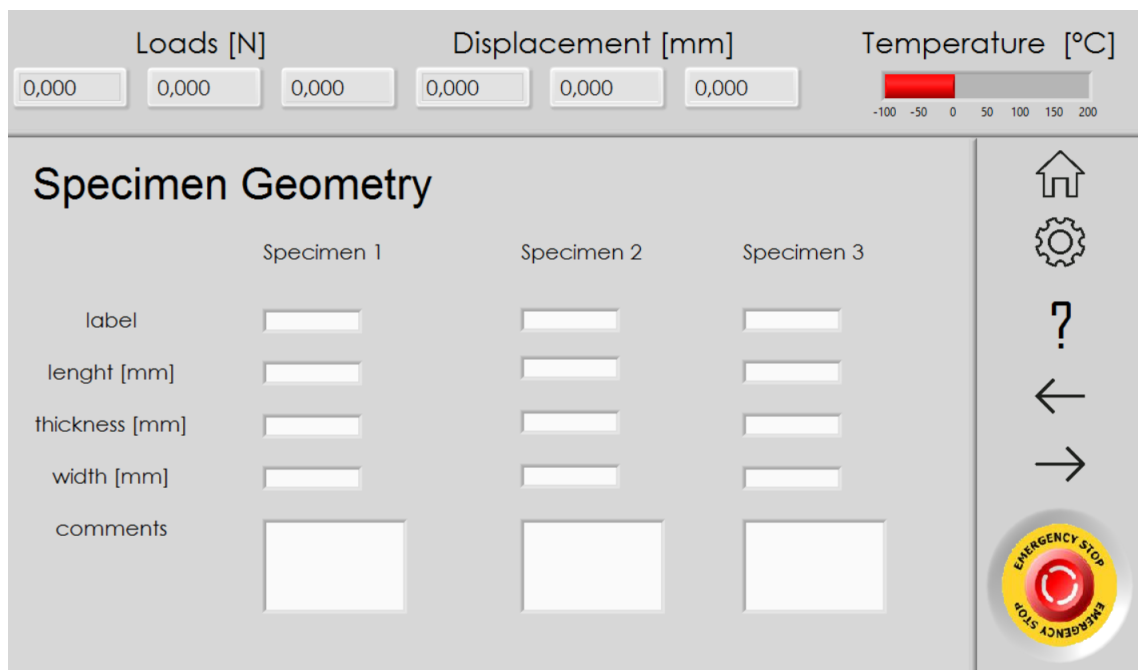 Loads [N] Displacement [mm] Temperature [ºC]
0,000 0,000 0,000 0,000 0,000 0,000
-100 -50 0 50 100 150 200
Specimen Geometry
Specimen 1 Specimen 2 Specimen 3
label
lenght [mm]
thickness [mm]
width [mm]
comments
?
EMERGENCY STOP
EMERGENCY STOP